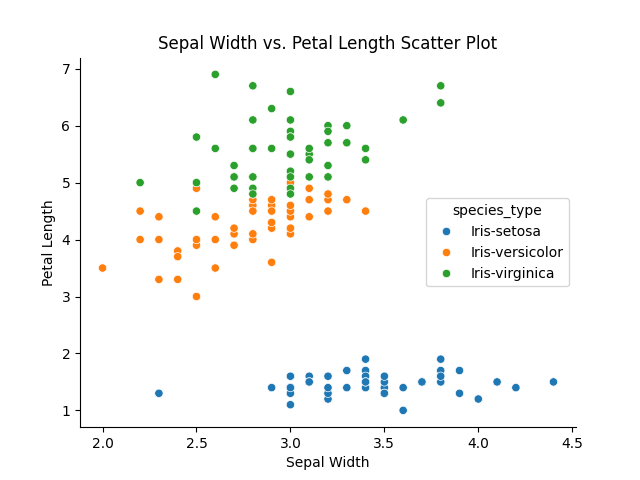 Sepal Width vs. Petal Length Scatter Plot
7
6
5
4
3
2
1
Petal Length
species_type
Iris-setosa
Iris-versicolor
Iris-virginica
2.0 2.5 3.0 3.5 4.0 4.5
Sepal Width